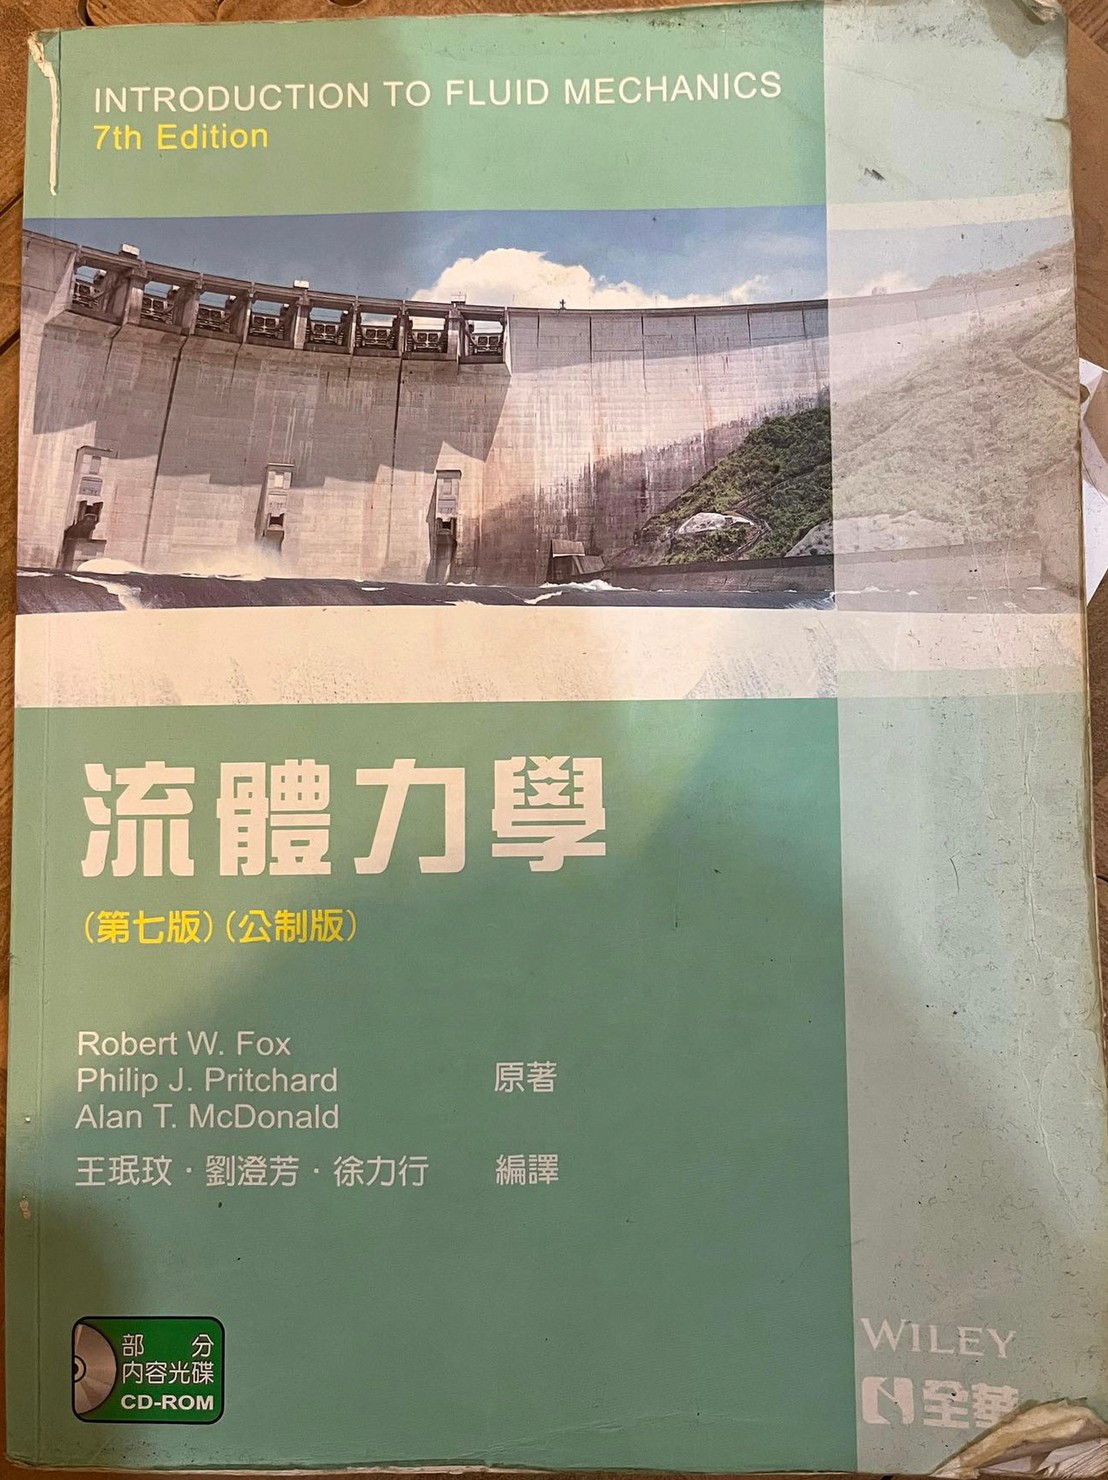 INTRODUCTION TO FLUID MECHANICS
7th Edition
流體力學
(第七版)(公制版)
Robert W. Fox
Philip J. Pritchard
Alan T. McDonald
原著
王珉玟·劉澄芳·徐力行 編譯
部分
內容光碟
CD-ROM
WILEY
全華